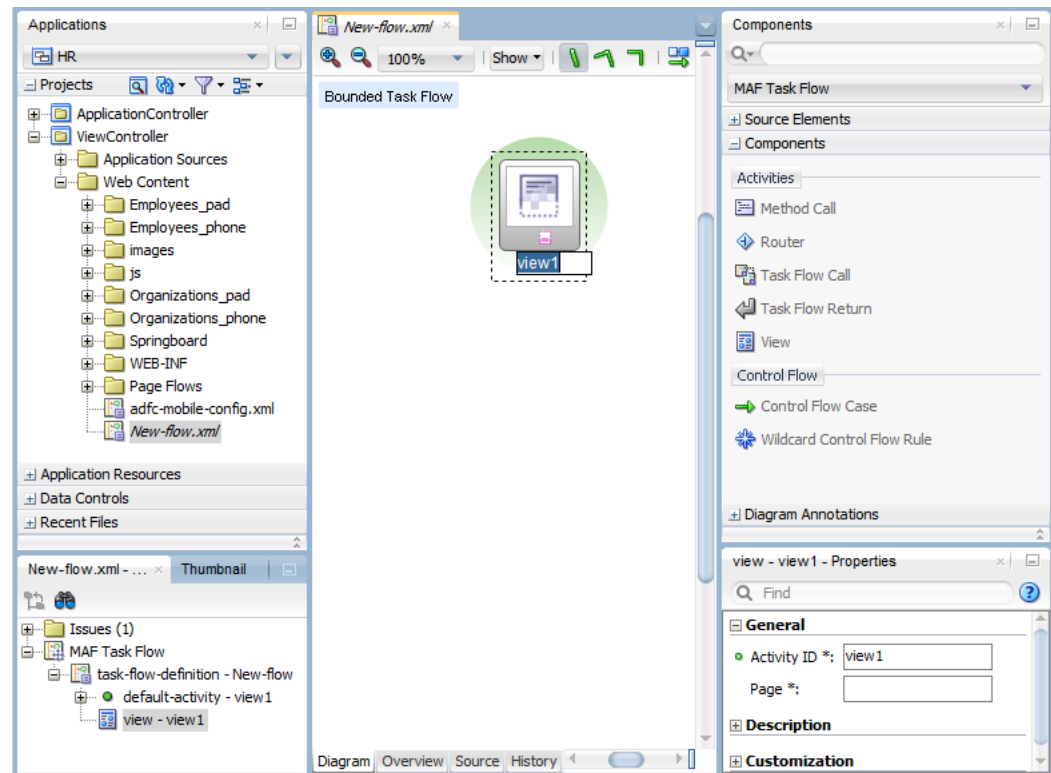 Applications
HR
Projects
ApplicationController
ViewController
Application Sources
Web Content
Employees_pad
Employees_phone
images
js
Organizations_pad
Organizations_phone
Springboard
WEB-INF
Page Flows
adfc-mobile-config.xml
New-flow.xml
Application Resources
Data Controls
Recent Files
New-flow.xml - ...
Thumbnail
Issues (1)
MAF Task Flow
task-flow-definition - New-flow
default-activity - view1
view - view1
New-flow.xml
100%
Show
Bounded Task Flow
view1
Diagram Overview Source History
Components
MAF Task Flow
Source Elements
Components
Activities
Method Call
Router
Task Flow Call
Task Flow Return
View
Control Flow
Control Flow Case
Wildcard Control Flow Rule
Diagram Annotations
view - view1 - Properties
Find
General
Activity ID *: view1
Page *:
Description
Customization